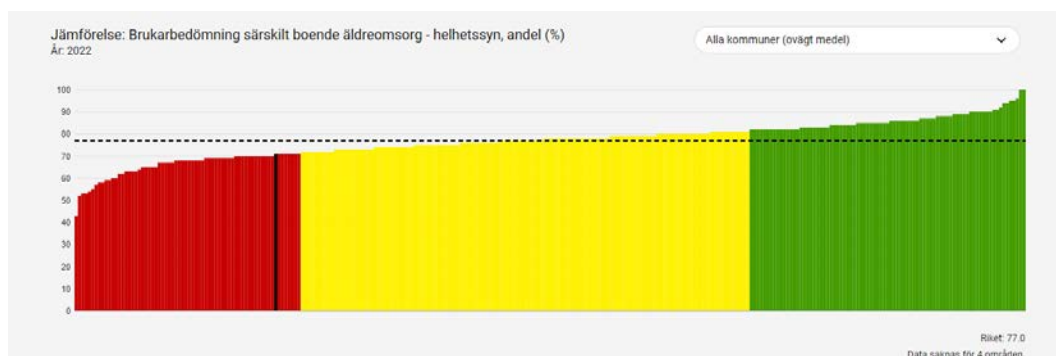 Jämförelse: Brukarbedömning särskilt boende äldreomsorg - helhetssyn, andel (%)
År: 2022
Alla kommuner (ovägt medel)
100
90
80
70
60
50
40
30
20
10
0
Riket: 77.0
Data saknas för 4 områden.